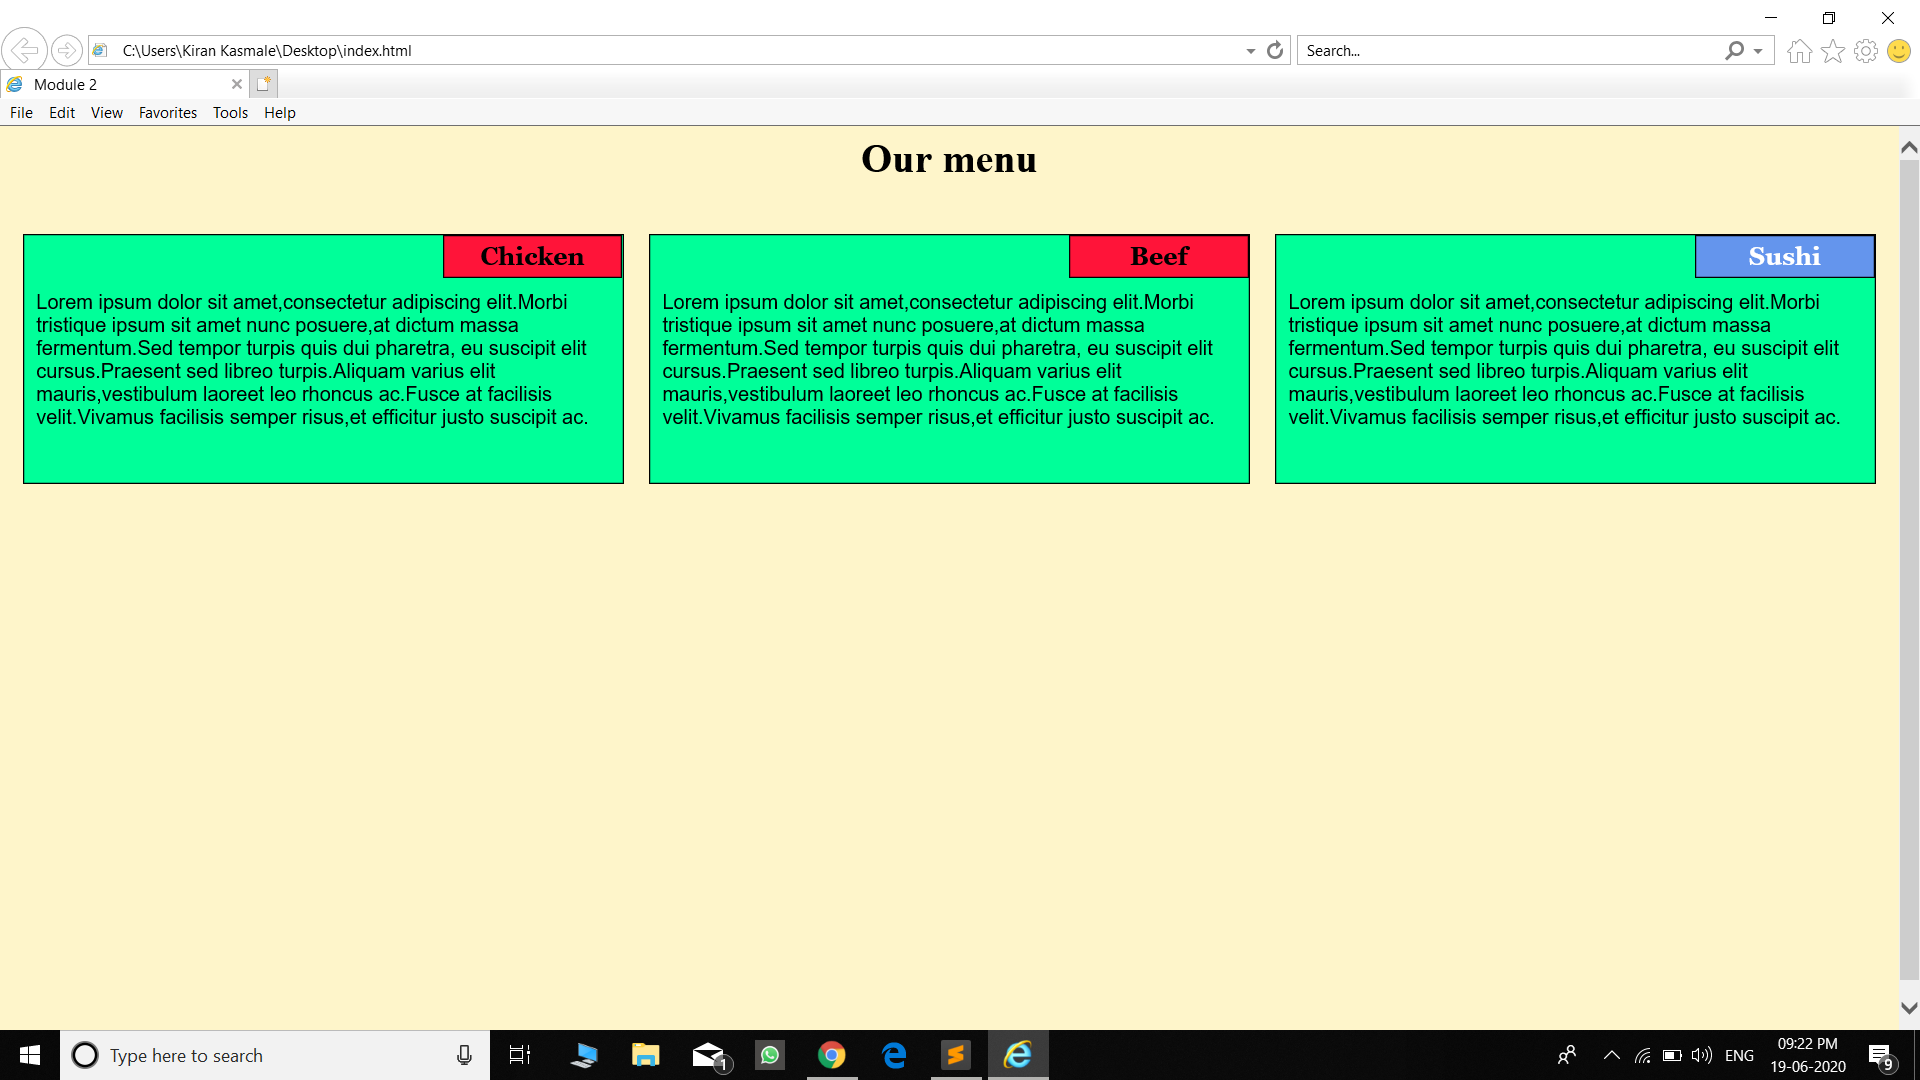 C:\Users\Kiran Kasmale\Desktop\index.html
Search...
Module 2
File Edit View Favorites Tools Help
Our menu
Chicken
Lorem ipsum dolor sit amet,consectetur adipiscing elit.Morbi
tristique ipsum sit amet nunc posuere,at dictum massa
fermentum.Sed tempor turpis quis dui pharetra, eu suscipit elit
cursus.Praesent sed libreo turpis.Aliquam varius elit
mauris,vestibulum laoreet leo rhoncus ac.Fusce at facilisis
velit.Vivamus facilisis semper risus,et efficitur justo suscipit ac.
Beef
Lorem ipsum dolor sit amet,consectetur adipiscing elit.Morbi
tristique ipsum sit amet nunc posuere,at dictum massa
fermentum.Sed tempor turpis quis dui pharetra, eu suscipit elit
cursus.Praesent sed libreo turpis.Aliquam varius elit
mauris,vestibulum laoreet leo rhoncus ac.Fusce at facilisis
velit.Vivamus facilisis semper risus,et efficitur justo suscipit ac.
Sushi
Lorem ipsum dolor sit amet,consectetur adipiscing elit.Morbi
tristique ipsum sit amet nunc posuere,at dictum massa
fermentum.Sed tempor turpis quis dui pharetra, eu suscipit elit
cursus.Praesent sed libreo turpis.Aliquam varius elit
mauris,vestibulum laoreet leo rhoncus ac.Fusce at facilisis
velit.Vivamus facilisis semper risus,et efficitur justo suscipit ac.
Type here to search
1
ENG
09:22 PM
19-06-2020
9